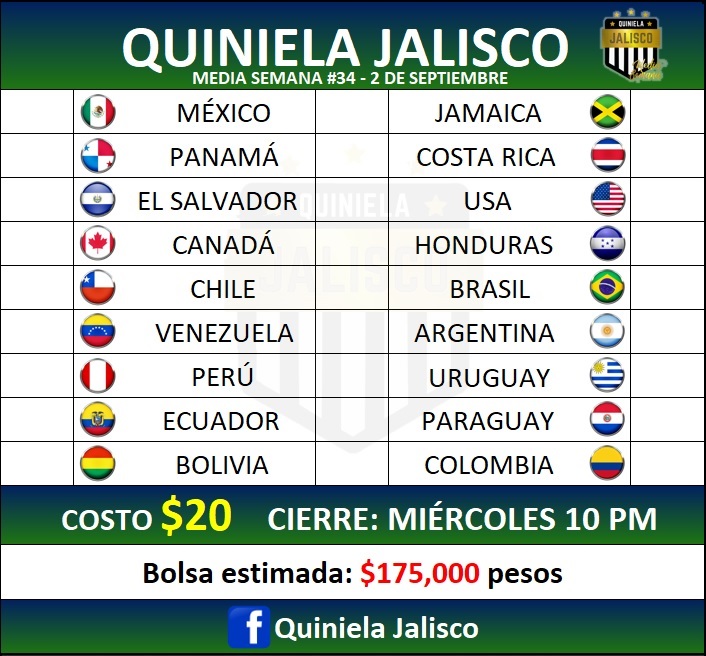 QUINIELA JALISCO
QUINIELA
JALISCO
MEDIA SEMANA #34 - 2 DE SEPTIEMBRE
MÉXICO JAMAICA
PANAMÁ COSTA RICA
EL SALVADOR USA
QUINIELA
CANADÁ HONDURAS
JALISCO
CHILE BRASIL
VENEZUELA ARGENTINA
PERÚ URUGUAY
ECUADOR PARAGUAY
BOLIVIA COLOMBIA
COSTO $20 CIERRE: MIÉRCOLES 10 PM
Bolsa estimada: $175,000 pesos
f Quiniela Jalisco